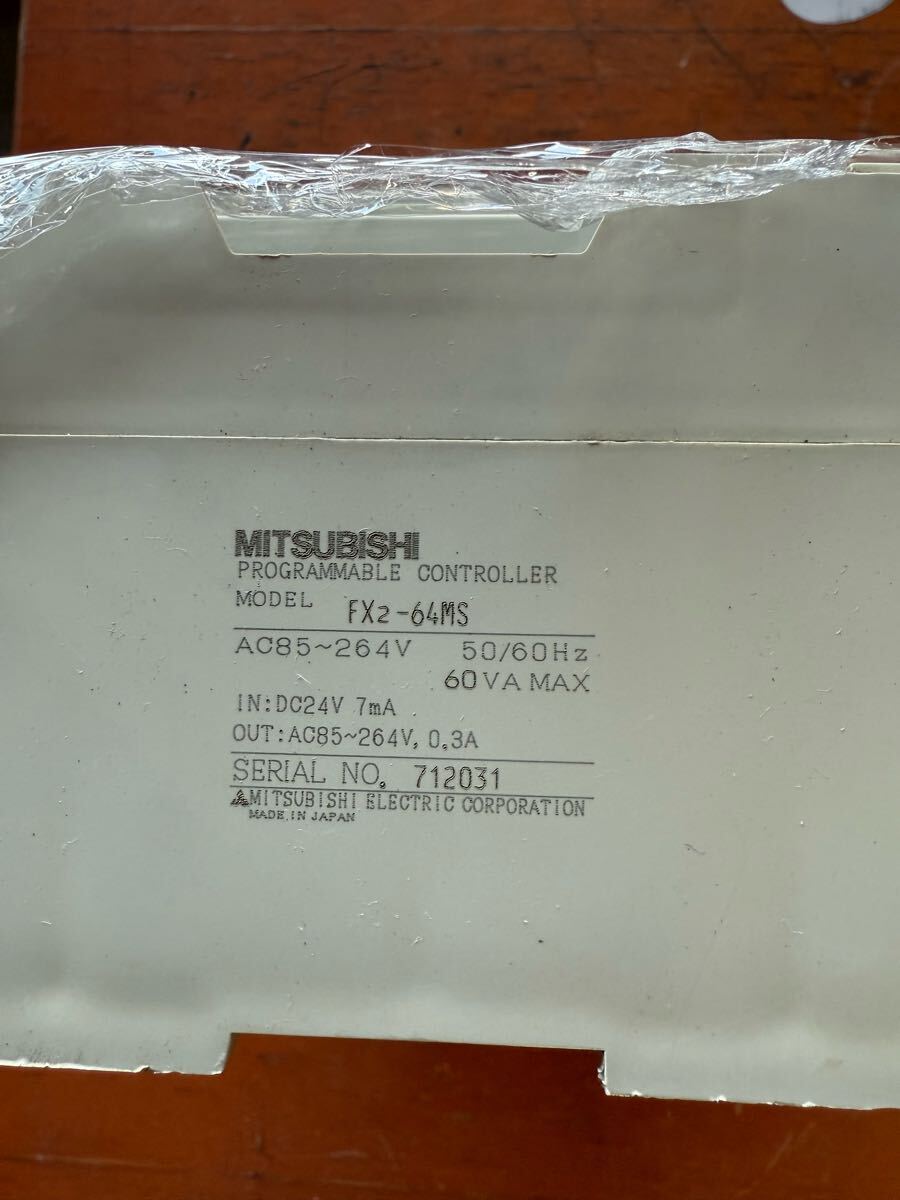 MITSUBISHI
PROGRAMMABLE CONTROLLER
MODEL FX2-64MS
AC85~264V 50/60Hz
60VA MAX
IN:DC24V 7mA
OUT:AC85~264V, 0.3A
SERIAL NO. 712031
MITSUBISHI ELECTRIC CORPORATION
MADE IN JAPAN